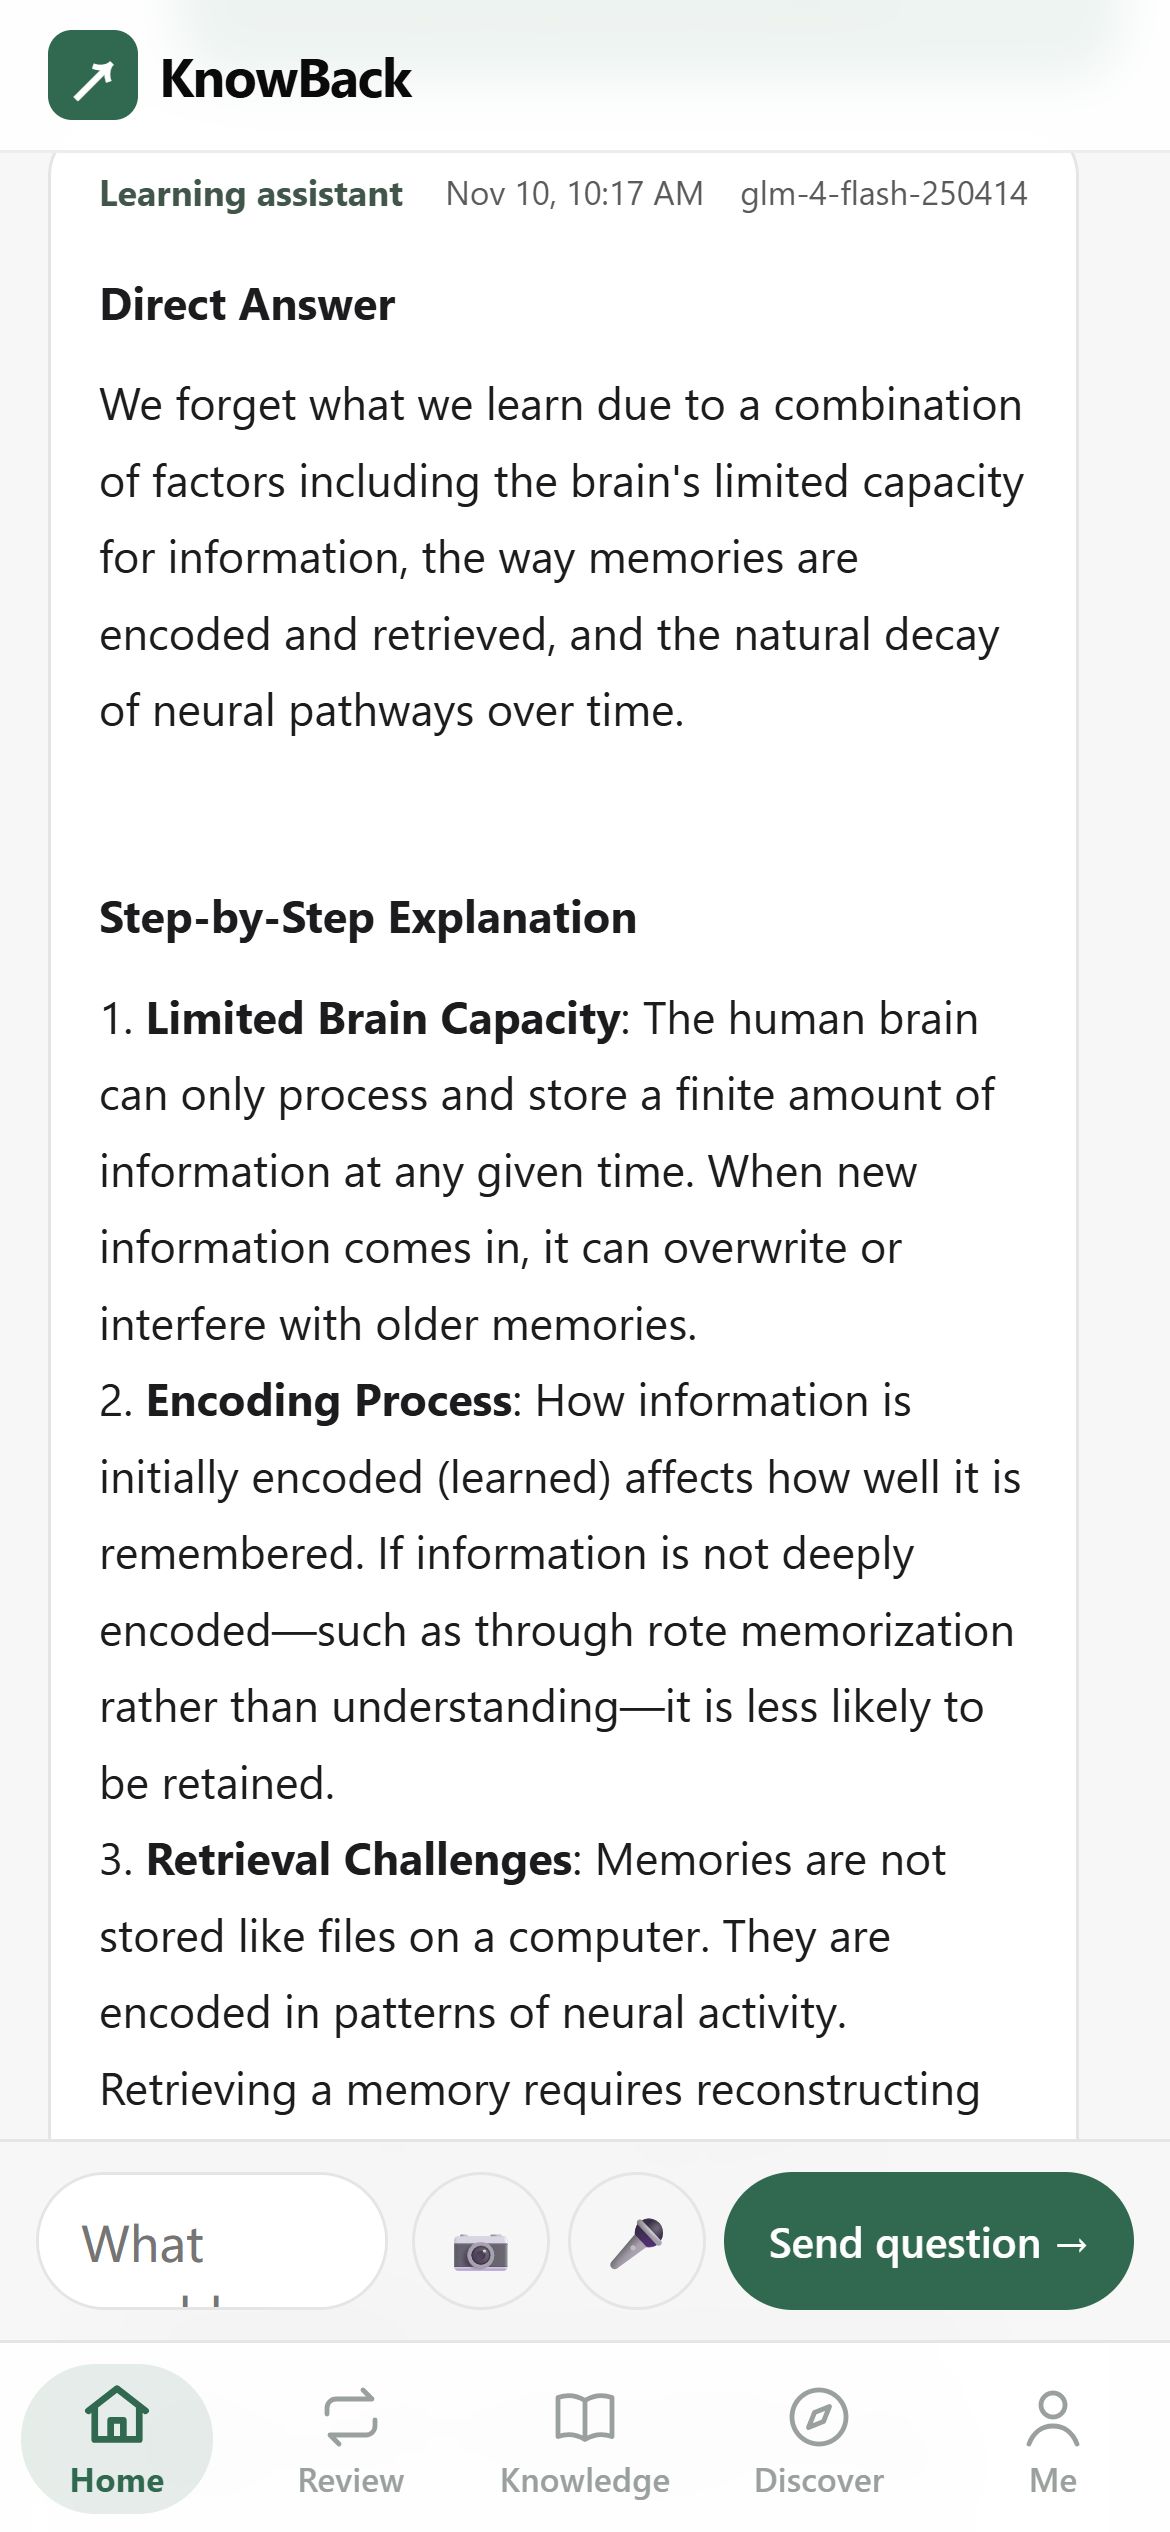 KnowBack
Learning assistant Nov 10, 10:17 AM glm-4-flash-250414
Direct Answer
We forget what we learn due to a combination
of factors including the brain's limited capacity
for information, the way memories are
encoded and retrieved, and the natural decay
of neural pathways over time.
Step-by-Step Explanation
1. Limited Brain Capacity: The human brain
can only process and store a finite amount of
information at any given time. When new
information comes in, it can overwrite or
interfere with older memories.
2. Encoding Process: How information is
initially encoded (learned) affects how well it is
remembered. If information is not deeply
encoded—such as through rote memorization
rather than understanding—it is less likely to
be retained.
3. Retrieval Challenges: Memories are not
stored like files on a computer. They are
encoded in patterns of neural activity.
Retrieving a memory requires reconstructing
What
Send question →
Home Review Knowledge Discover Me